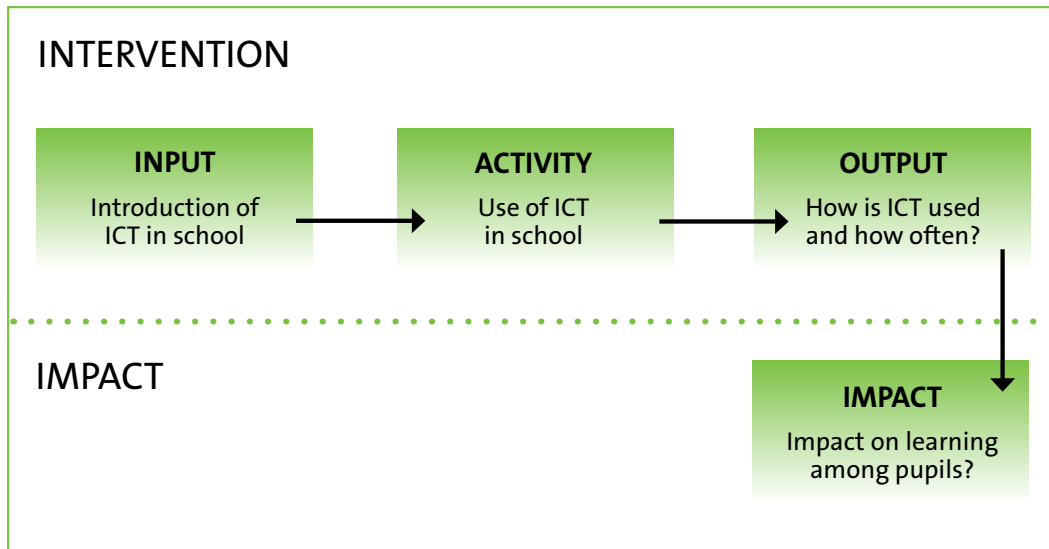 INTERVENTION
INPUT
Introduction of
ICT in school
ACTIVITY
Use of ICT
in school
OUTPUT
How is ICT used
and how often?
IMPACT
IMPACT
Impact on learning
among pupils?